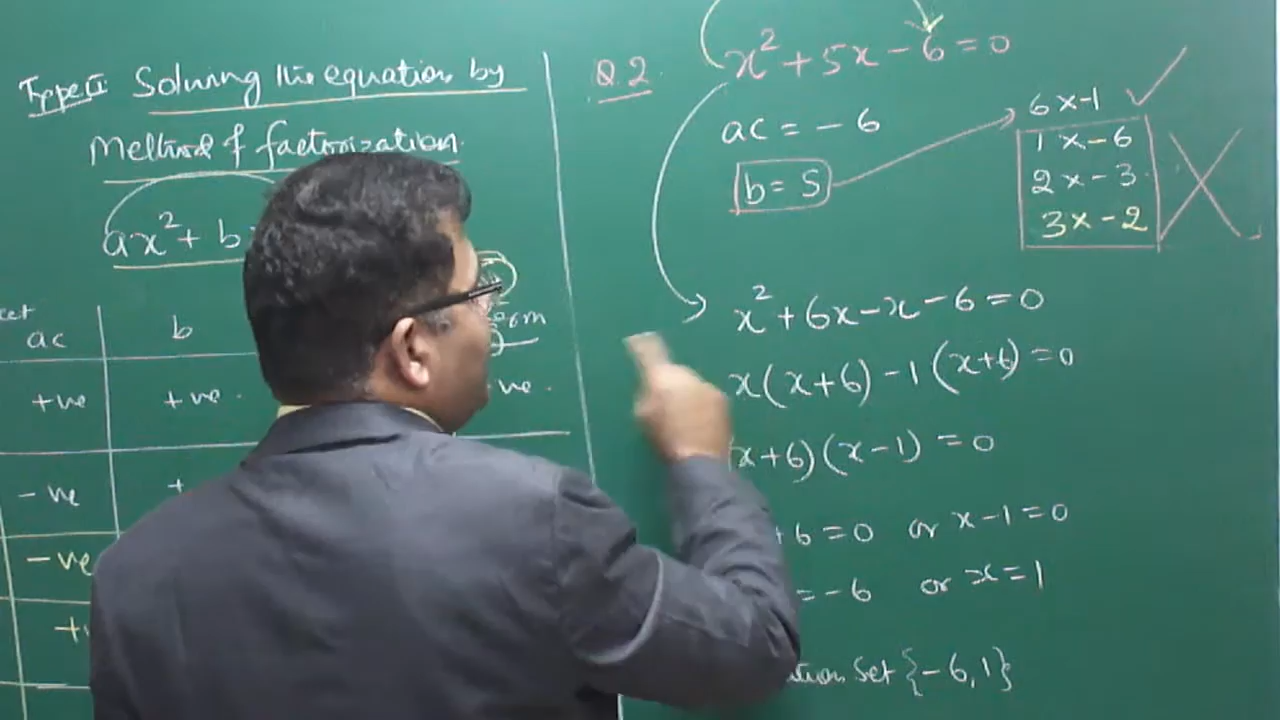 Type II Solving the equation by
Method of factorization.
ax² + b
ac b
+ve +ve. ve.
-ve +
-ve
Q.2 x² + 5x - 6 = 0
ac = -6
b = 5
6 x -1 ✓
1 x -6
2 x -3
3 x -2
x² + 6x - x - 6 = 0
x(x+6) - 1(x+6) = 0
(x+6)(x-1) = 0
+6 = 0 or x-1 = 0
= -6 or x = 1
Set {-6, 1}